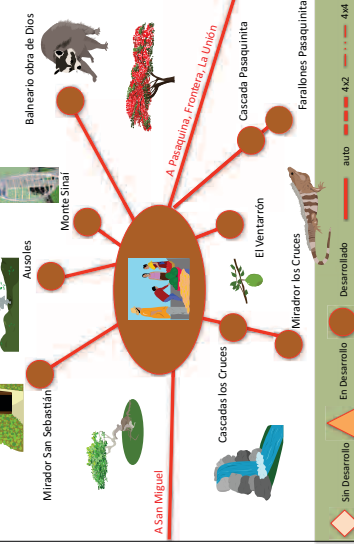 Balneario obra de Dios
Monte Sinaí
Ausoles
Mirador San Sebastián
A Pasaquina, Frontera, La Unión
Cascada Pasaquinita
Farallones Pasaquinita
El Ventarrón
Miradror los Cruces
Cascadas los Cruces
A San Miguel
Sin Desarrollo
En Desarrollo
Desarrollado
auto
4x2
4x4